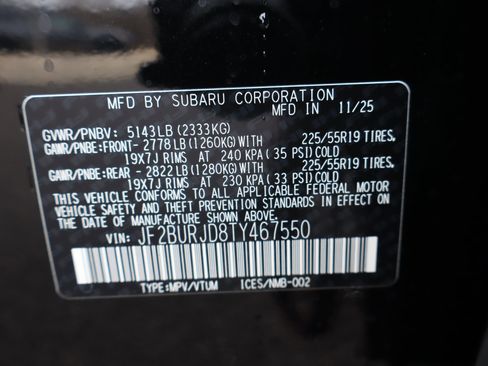 MFD BY SUBARU CORPORATION
MFD IN 11/25
GVWR/PNBV: 5143LB(2333KG)
GAWR/PNBE:FRONT- 2778LB(1260KG)WITH 225/55R19 TIRES,
19X7J RIMS AT 240 KPA(35 PSI)COLD
GAWR/PNBE:REAR - 2822LB(1280KG)WITH 225/55R19 TIRES,
19X7J RIMS AT 230 KPA(33 PSI)COLD
THIS VEHICLE CONFORMS TO ALL APPLICABLE FEDERAL MOTOR
VEHICLE SAFETY AND THEFT PREVENTION STANDARDS IN EFFECT ON
THE DATE OF MANUFACTURE SHOWN ABOVE.
VIN: JF2BURJD8TY467550
TYPE:MPV/VTUM ICES/NMB-002